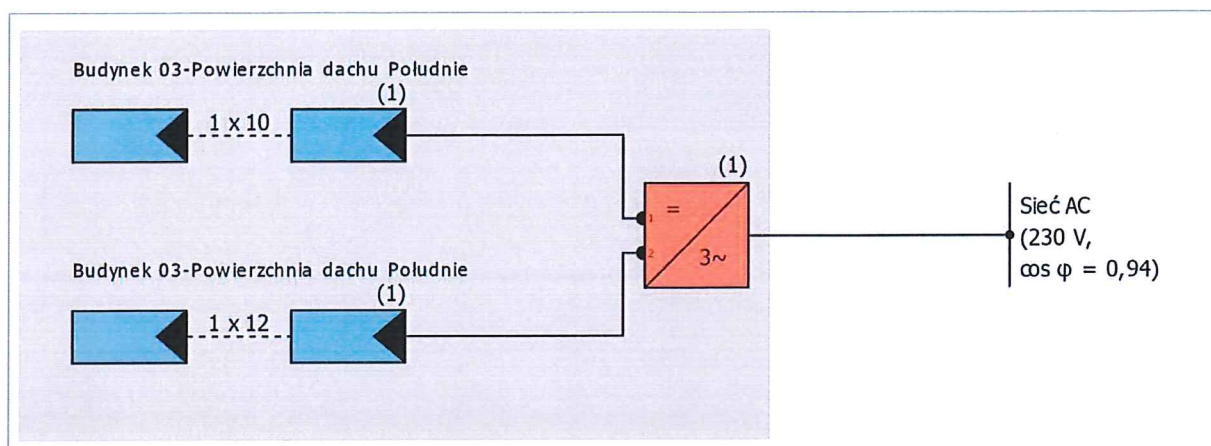 Budynek 03-Powierzchnia dachu Południe
(1)
1 x 10
(1)
1
=
2
3~
Budynek 03-Powierzchnia dachu Południe
(1)
1 x 12
Sieć AC
(230 V,
cos φ = 0,94)